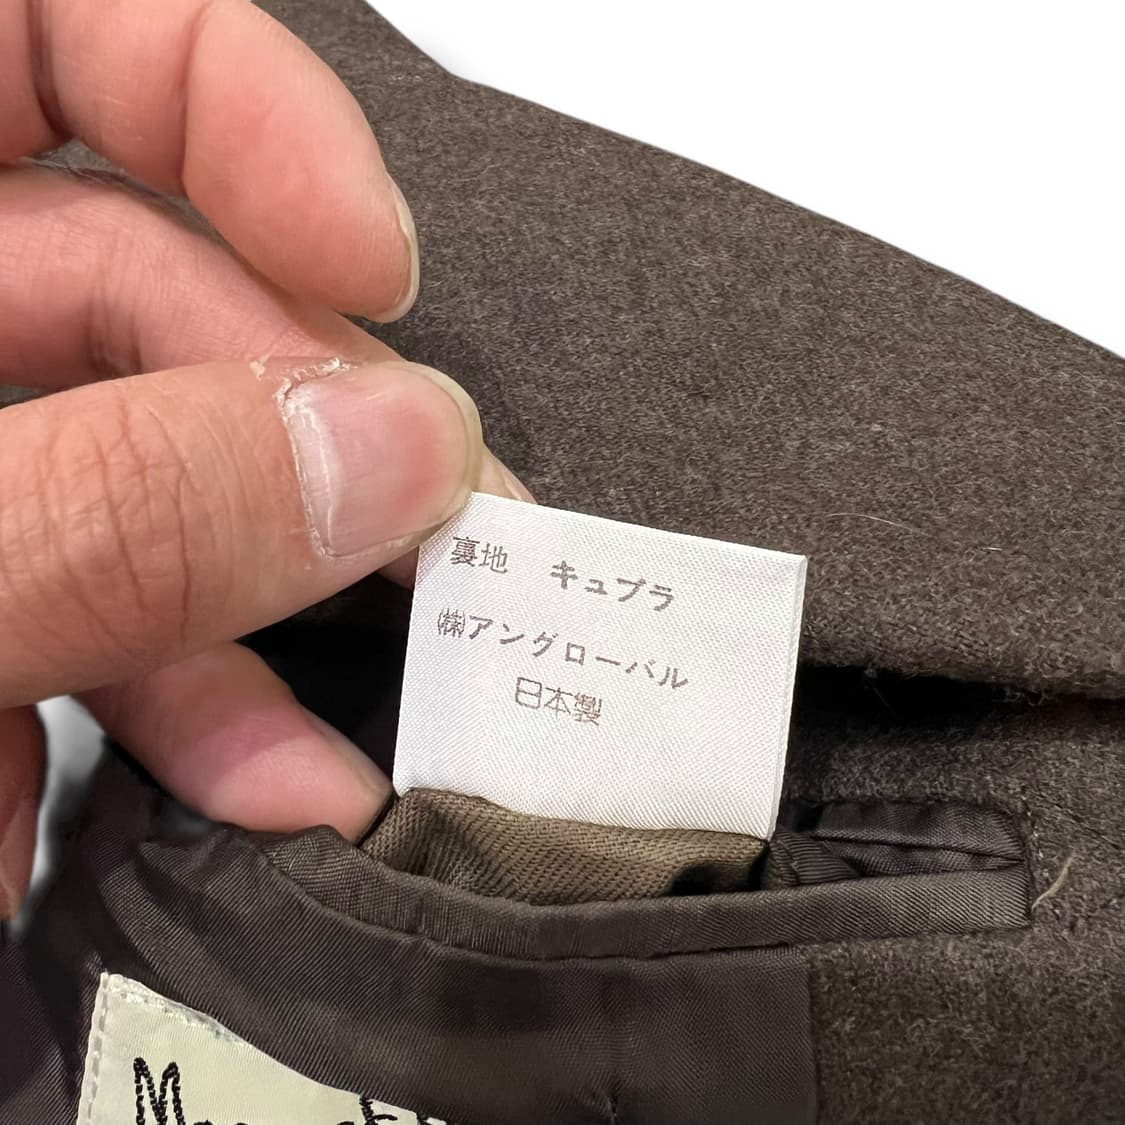 裏地 キュプラ
㈱アングローバル
日本製